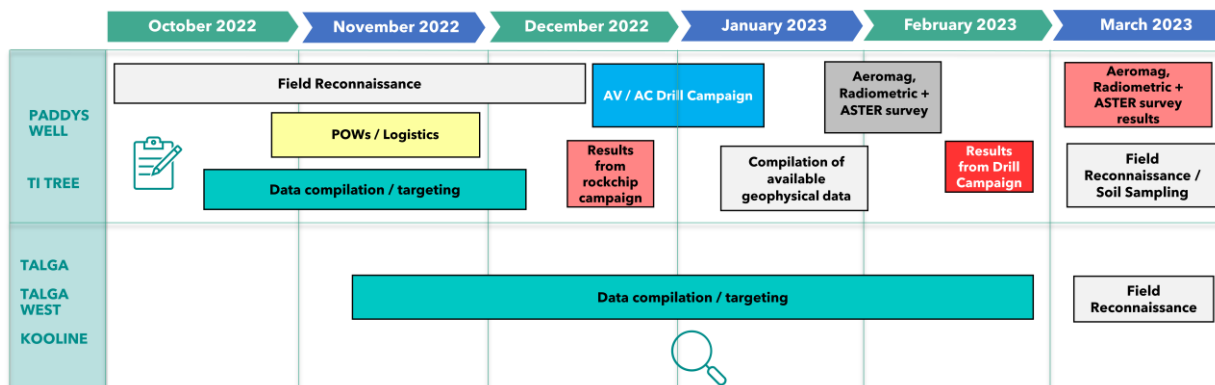 October 2022
November 2022
December 2022
January 2023
February 2023
March 2023
PADDYS
WELL
TI TREE
Field Reconnaissance
AV / AC Drill Campaign
Aeromag,
Radiometric +
ASTER survey
Aeromag,
Radiometric +
ASTER survey
results
POWs / Logistics
Results
from
rockchip
campaign
Compilation of
available
geophysical data
Results
from Drill
Campaign
Field
Reconnaissance /
Soil Sampling
Data compilation / targeting
TALGA
TALGA
WEST
KOOLINE
Data compilation / targeting
Field
Reconnaissance